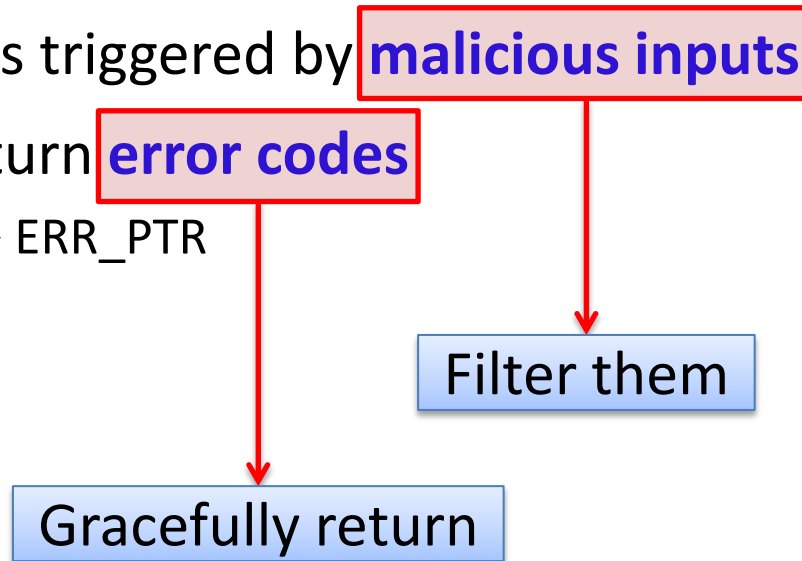 s triggered by malicious inputs
turn error codes
ERR_PTR
Filter them
Gracefully return